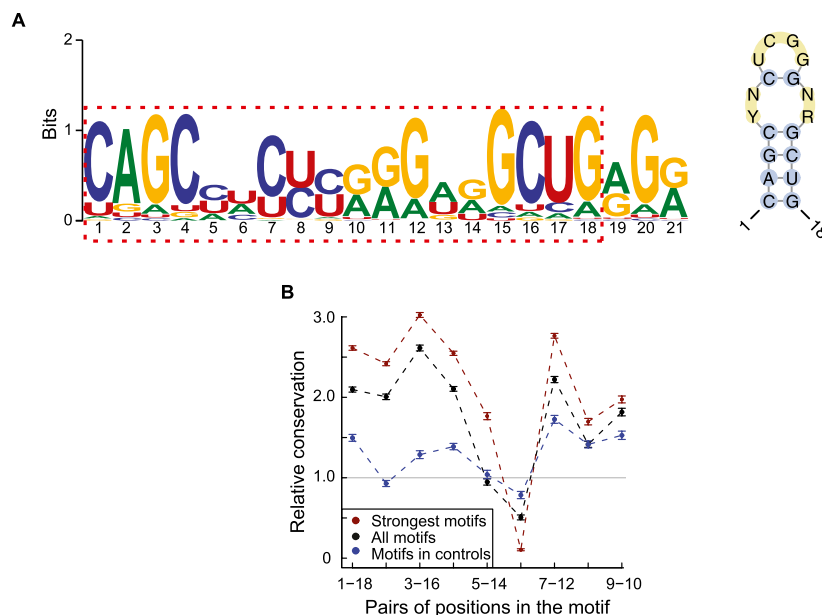 A
2
Bits
1
0
CAGCCUCUCGGGAGGCUGAGG
1 2 3 4 5 6 7 8 9 10 11 12 13 14 15 16 17 18 19 20 21
C G
U G
C G
N N
Y R
C G
G C
A U
C G
1 18
B
3.0
2.0
1.0
0
Relative conservation
Strongest motifs
All motifs
Motifs in controls
1–18 3–16 5–14 7–12 9–10
Pairs of positions in the motif